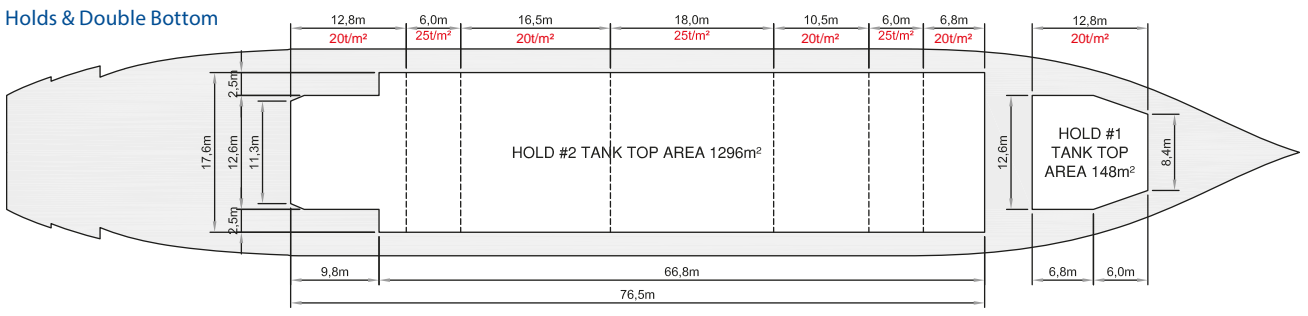 Holds & Double Bottom
12,8m 6,0m 16,5m 18,0m 10,5m 6,0m 6,8m 12,8m
20t/m² 25t/m² 20t/m² 25t/m² 20t/m² 25t/m² 20t/m² 20t/m²
2,5m
17,6m
12,6m
11,3m
2,5m
HOLD #2 TANK TOP AREA 1296m²
12,6m
HOLD #1
TANK TOP
AREA 148m²
8,4m
9,8m 66,8m 6,8m 6,0m
76,5m